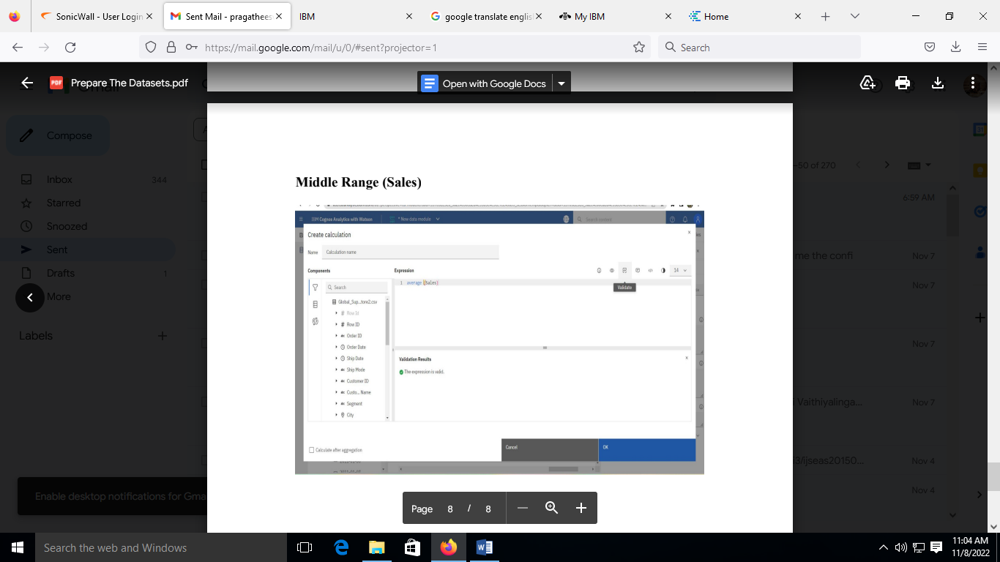 SonicWall - User Login
Sent Mail - pragathees
IBM
google translate englis
My IBM
Home
https://mail.google.com/mail/u/0/#sent?projector=1
Search
Prepare The Datasets.pdf
Open with Google Docs
Compose
Inbox 344
Starred
Snoozed
Sent
Drafts 1
More
Labels
Enable desktop notifications for Gma
–50 of 270
6:59 AM
me the confi Nov 7
Nov 7
Nov 7
Vaithiyalinga... Nov 7
3/ijseas20150... Nov 4
Nov 4
Middle Range (Sales)
IBM Cognos Analytics with Watson
* New data module
Search content
Create calculation
Name Calculation name
Components
Expression
14
Validate
Search
1 average (Sales)
Global_Sup...tore2.csv
Row Id
Row ID
Order ID
Order Date
Ship Date
Ship Mode
Customer ID
Custo... Name
Segment
City
Validation Results
The expression is valid.
Calculate after aggregation
Cancel
OK
Page 8 / 8
Search the web and Windows
11:04 AM
11/8/2022